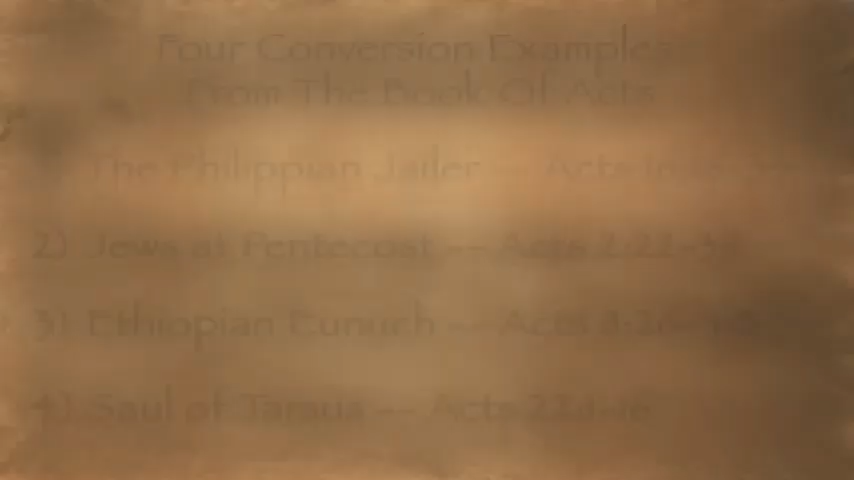 Four Conversion Examples
From The Book Of Acts
The Philippian Jailer -- Acts
2) Jews at Pentecost -- Acts
3) Ethiopian Eunuch -- Acts
4) Saul of Tarsus -- Acts